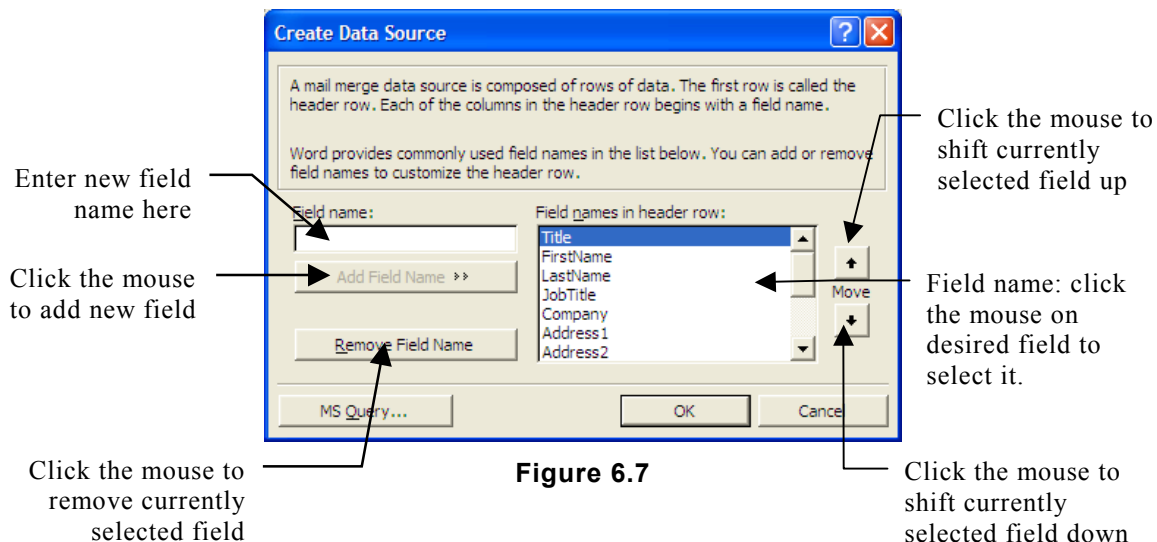 Create Data Source
A mail merge data source is composed of rows of data. The first row is called the
header row. Each of the columns in the header row begins with a field name.
Word provides commonly used field names in the list below. You can add or remove
field names to customize the header row.
Click the mouse to
shift currently
selected field up
Enter new field
name here
Field name:
Field names in header row:
Title
FirstName
LastName
JobTitle
Company
Address1
Address2
Click the mouse
to add new field
Add Field Name
Move
Field name: click
the mouse on
desired field to
select it.
Remove Field Name
MS Query...
OK
Cancel
Click the mouse to
remove currently
selected field
Figure 6.7
Click the mouse to
shift currently
selected field down